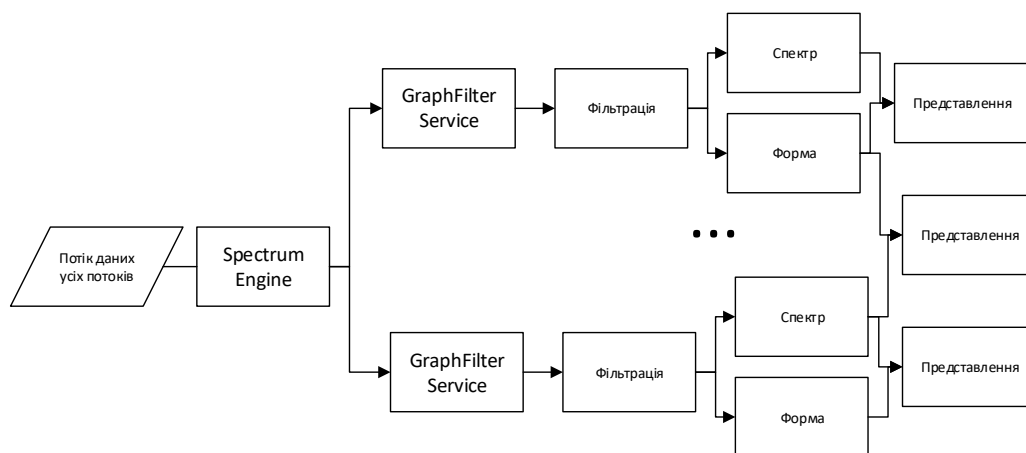 Спектр
GraphFilter
Service
Фільтрація
Представлення
Форма
Потік даних
усіх потоків
Spectrum
Engine
Представлення
GraphFilter
Service
Фільтрація
Спектр
Представлення
Форма